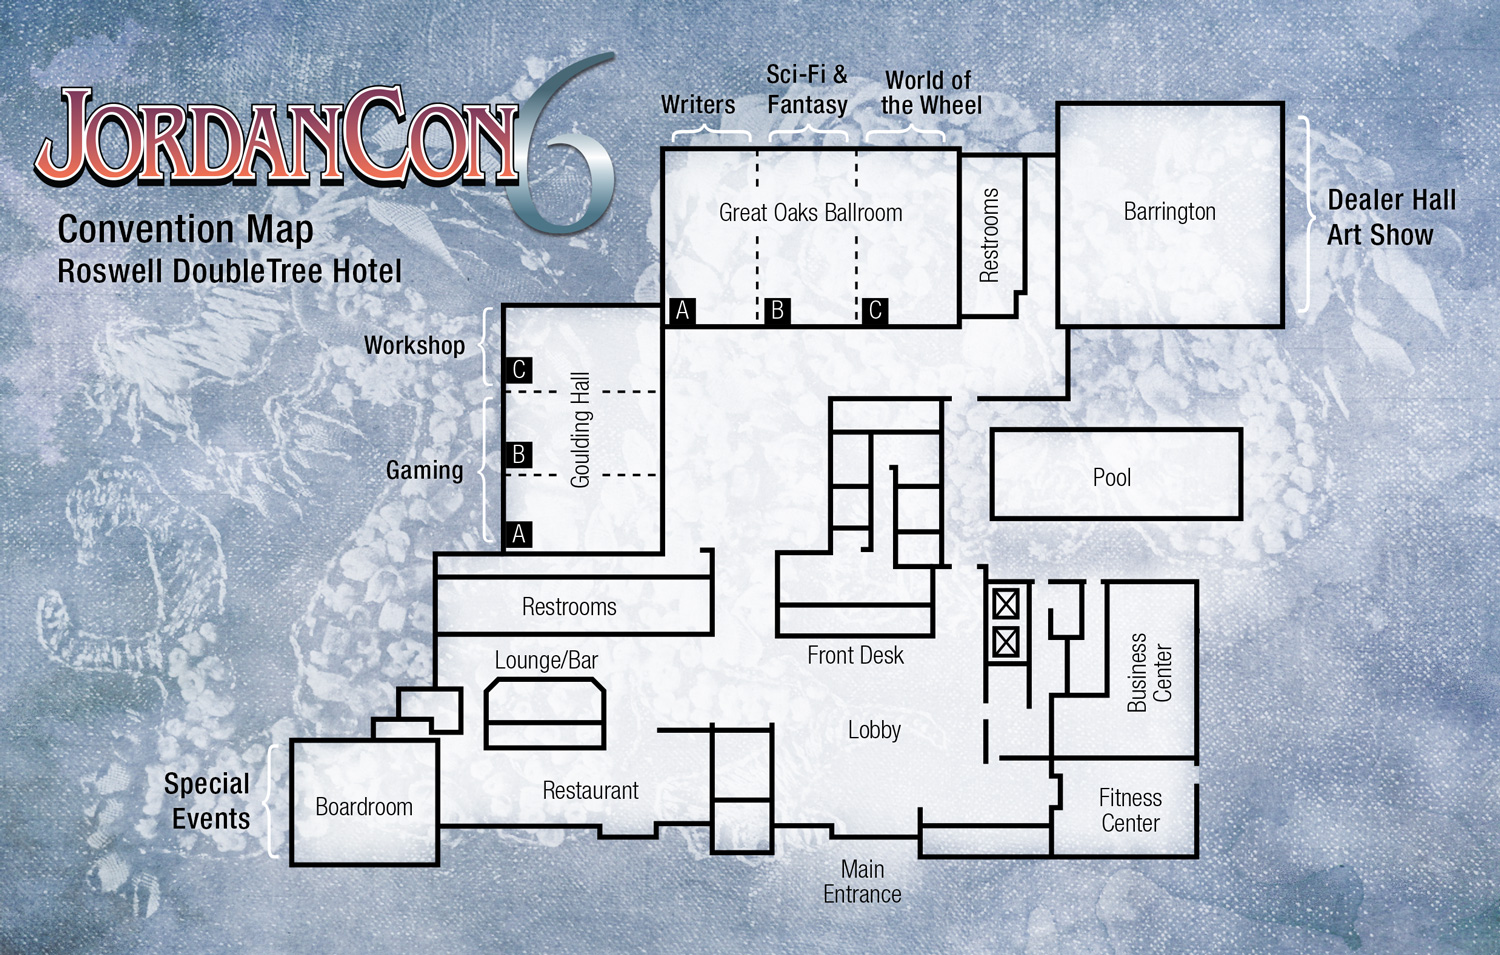 JORDANCON 6
Convention Map
Roswell DoubleTree Hotel
Writers
Sci-Fi &
Fantasy
World of
the Wheel
Great Oaks Ballroom
A
B
C
Restrooms
Barrington
Dealer Hall
Art Show
Workshop
Gaming
C
B
A
Goulding Hall
Pool
Restrooms
Lounge/Bar
Front Desk
Lobby
Business
Center
Special
Events
Boardroom
Restaurant
Fitness
Center
Main
Entrance